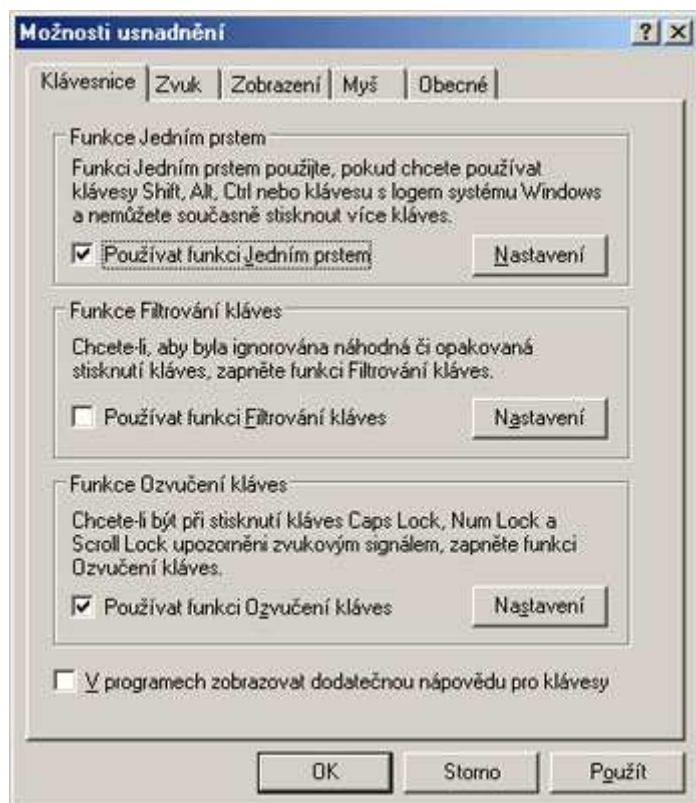 Možnosti usnadnění
Klávesnice Zvuk Zobrazení Myš Obecné
Funkce Jedním prstem
Funkci Jedním prstem použijte, pokud chcete používat
klávesy Shift, Alt, Ctrl nebo klávesu s logem systému Windows
a nemůžete současně stisknout více kláves.
Používat funkci Jedním prstem Nastavení
Funkce Filtrování kláves
Chcete-li, aby byla ignorována náhodná či opakovaná
stisknutí kláves, zapněte funkci Filtrování kláves.
Používat funkci Filtrování kláves Nastavení
Funkce Ozvučení kláves
Chcete-li být při stisknutí kláves Caps Lock, Num Lock a
Scroll Lock upozorněni zvukovým signálem, zapněte funkci
Ozvučení kláves.
Používat funkci Ozvučení kláves Nastavení
V programech zobrazovat dodatečnou nápovědu pro klávesy
OK Storno Použít